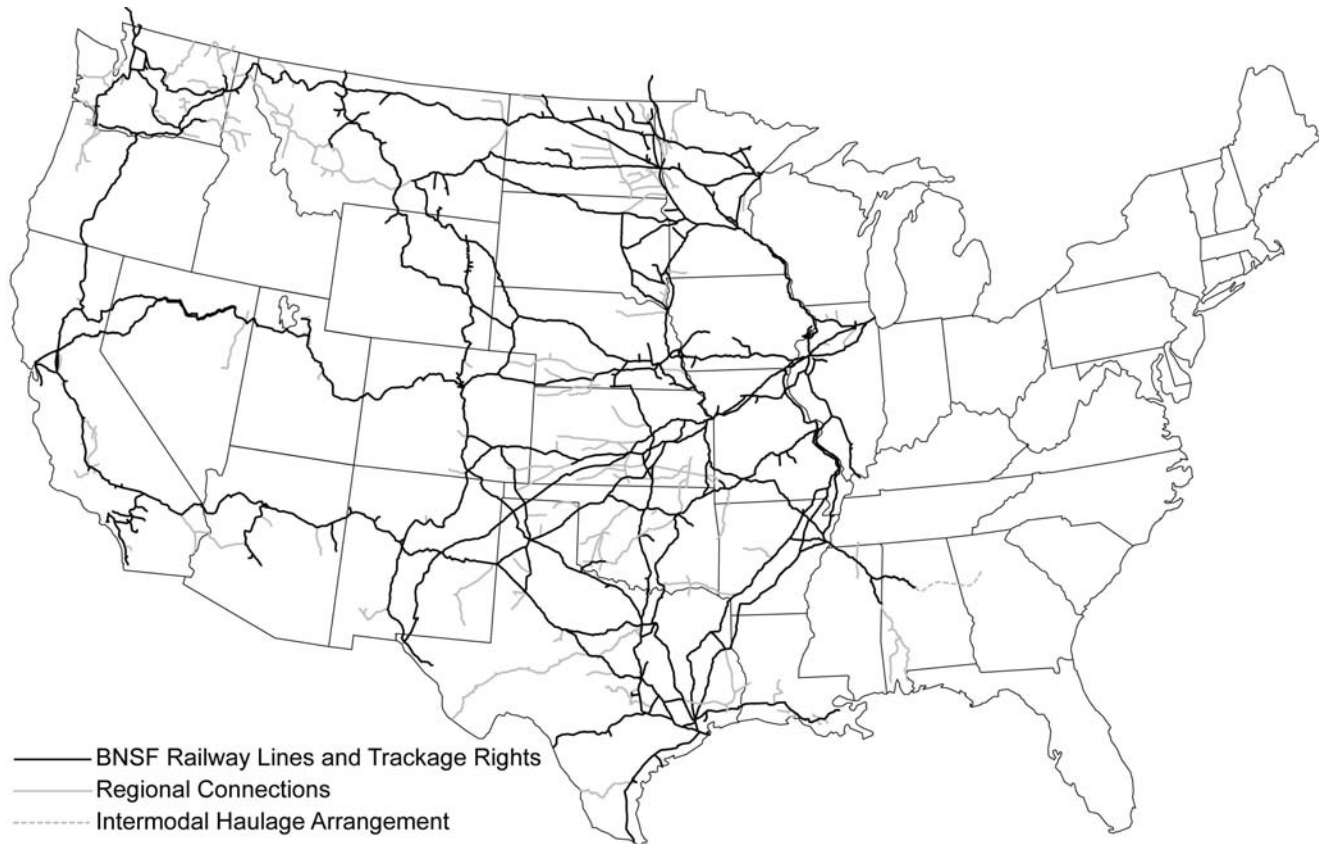 BNSF Railway Lines and Trackage Rights
Regional Connections
Intermodal Haulage Arrangement